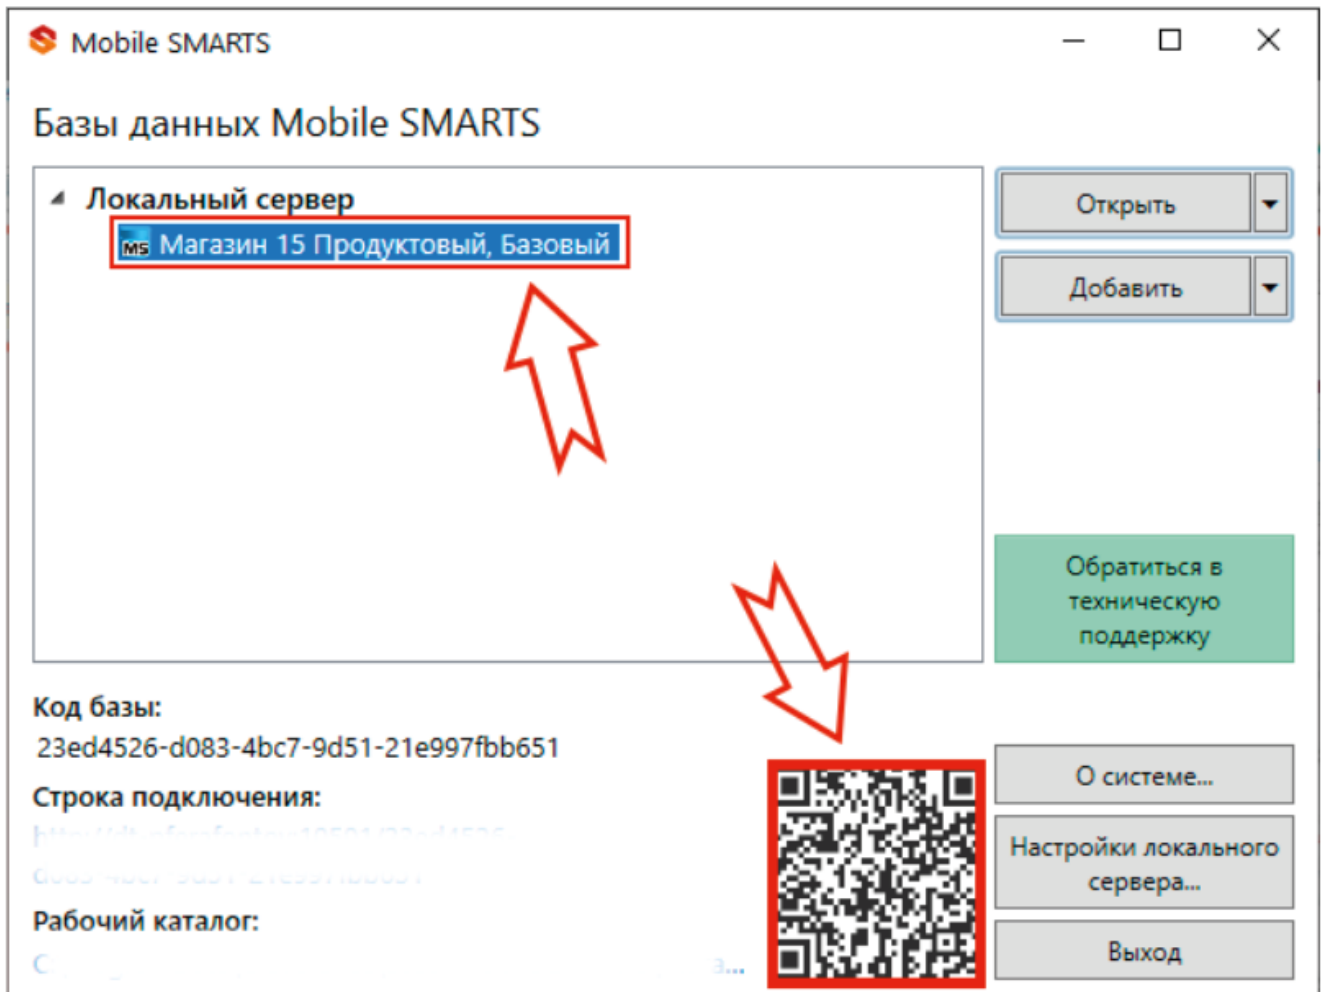 Mobile SMARTS
Базы данных Mobile SMARTS
Локальный сервер
MS Магазин 15 Продуктовый, Базовый
Открыть
Добавить
Обратиться в
техническую
поддержку
Код базы:
23ed4526-d083-4bc7-9d51-21e997fbb651
Строка подключения:
Рабочий каталог:
О системе...
Настройки локального
сервера...
Выход